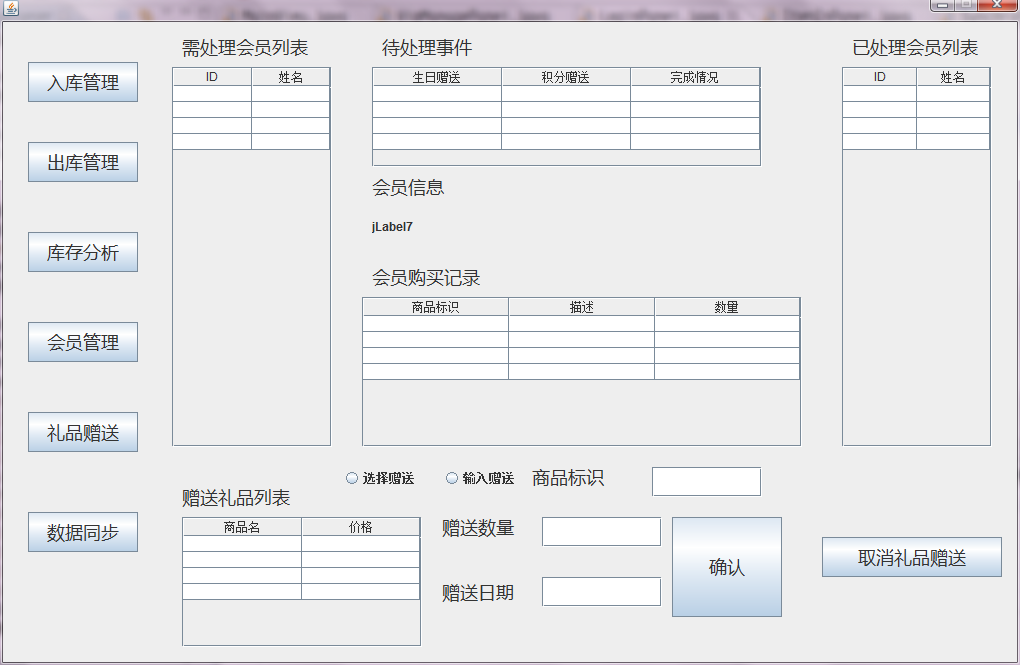 入库管理
出库管理
库存分析
会员管理
礼品赠送
数据同步
需处理会员列表
ID 姓名
待处理事件
生日赠送 积分赠送 完成情况
会员信息
jLabel7
会员购买记录
商品标识 描述 数量
已处理会员列表
ID 姓名
选择赠送 输入赠送 商品标识
赠送礼品列表
商品名 价格
赠送数量
赠送日期
确认
取消礼品赠送